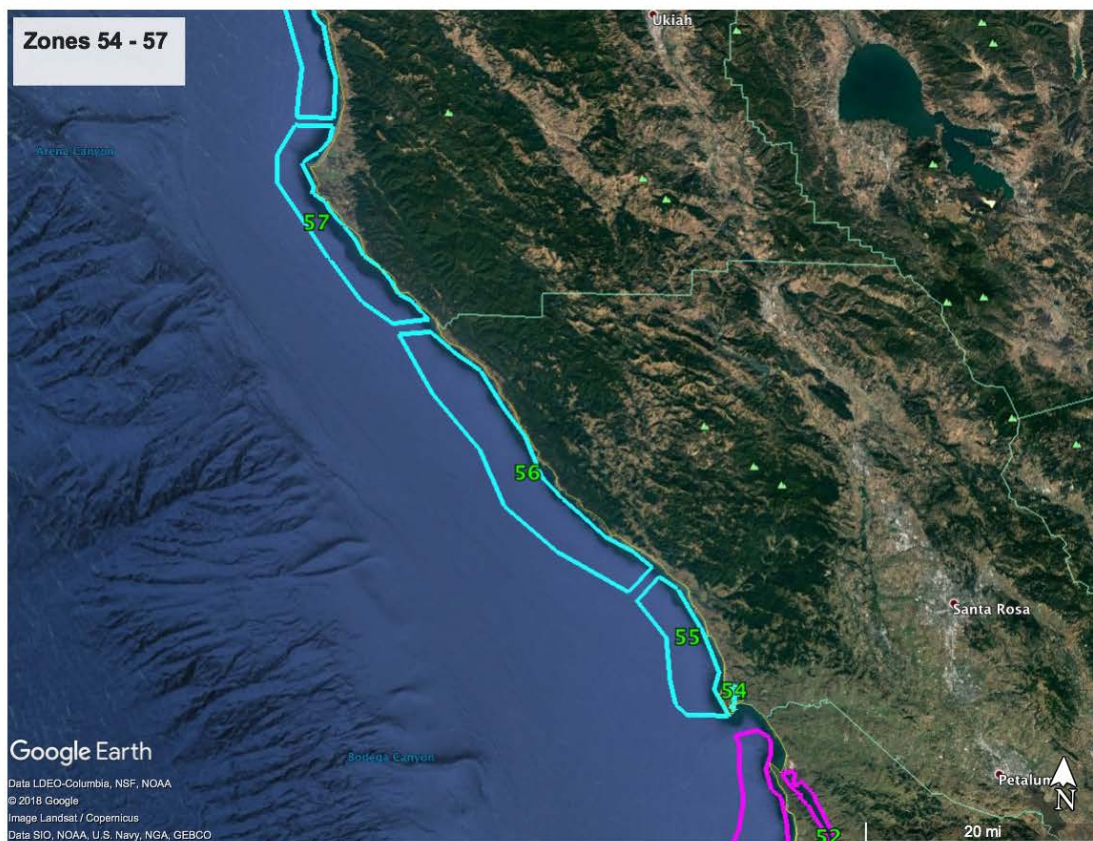 Zones 54 - 57
Ukiah
Arena Canyon
57
56
Santa Rosa
55
54
Google Earth
Bodega Canyon
Data LDEO-Columbia, NSF, NOAA
© 2018 Google
Image Landsat / Copernicus
Data SIO, NOAA, U.S. Navy, NGA, GEBCO
Petalum
N
52
20 mi